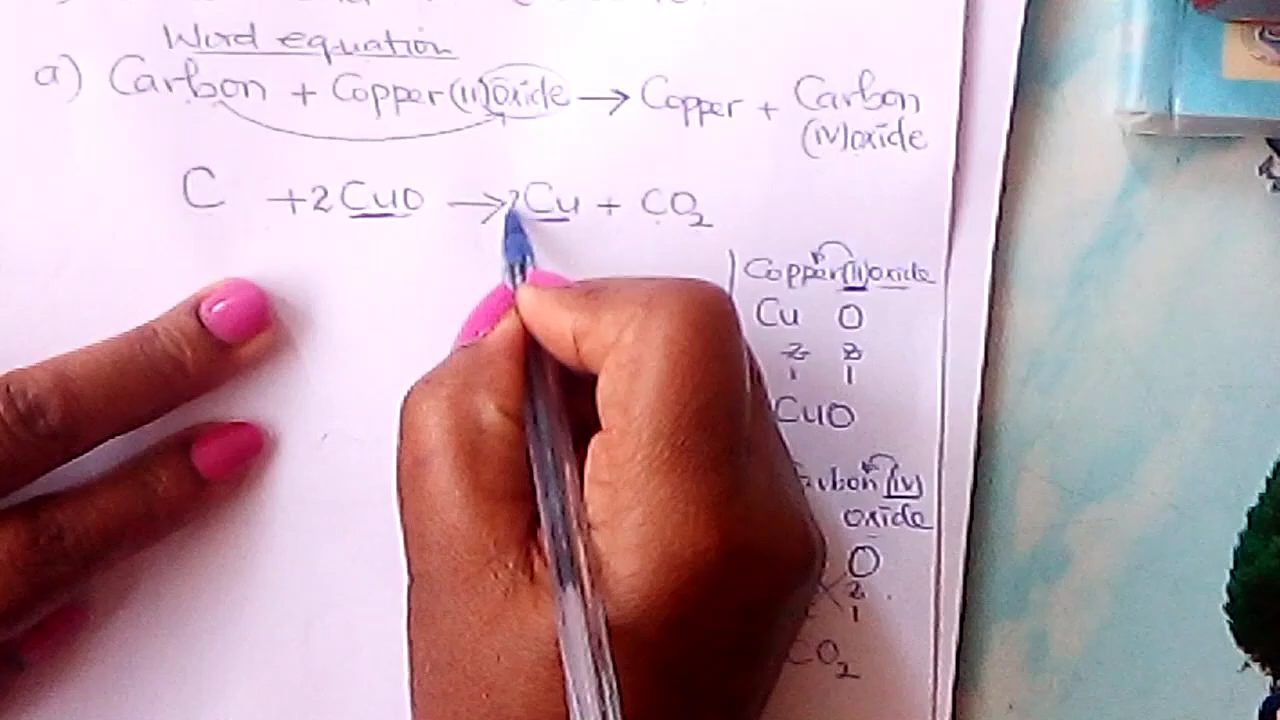 Word equation
a) Carbon + Copper(II)oxide → Copper + Carbon
(IV)oxide
C + 2CuO → 2Cu + CO₂
Copper(II)oxide
Cu O
2 2
1 1
CuO
(IV)
oxide
O
2
1
CO₂